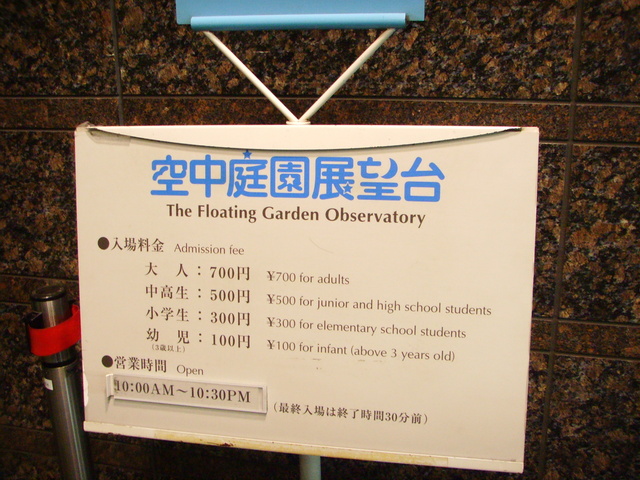 空中庭園展望台
The Floating Garden Observatory
●入場料金 Admission fee
大人：700円 ¥700 for adults
中高生：500円 ¥500 for junior and high school students
小学生：300円 ¥300 for elementary school students
幼児：100円 ¥100 for infant (above 3 years old)
(3歳以上)
●営業時間 Open
10:00AM～10:30PM
(最終入場は終了時間30分前)